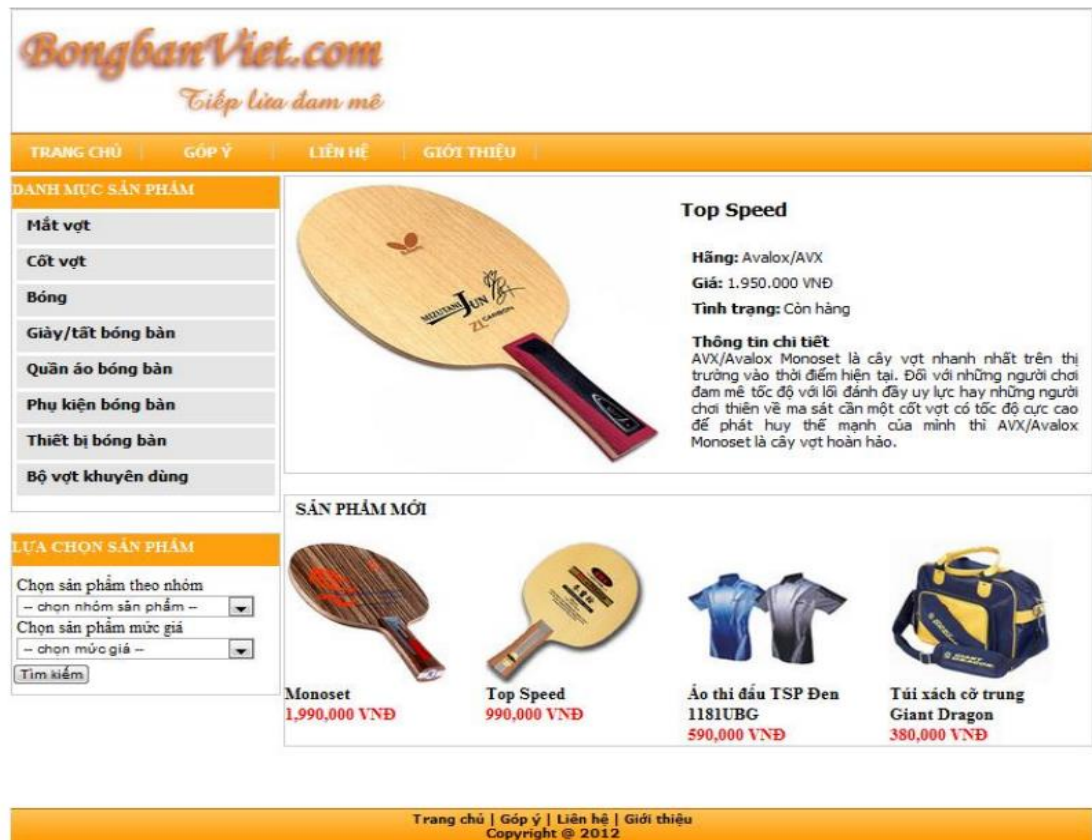 BongbanViet.com
Tiếp lửa đam mê
TRANG CHỦ
GÓP Ý
LIÊN HỆ
GIỚI THIỆU
DANH MỤC SẢN PHẨM
Mắt vợt
Cốt vợt
Bóng
Giày/tất bóng bàn
Quần áo bóng bàn
Phụ kiện bóng bàn
Thiết bị bóng bàn
Bộ vợt khuyên dùng
LỰA CHỌN SẢN PHẨM
Chọn sản phẩm theo nhóm
-- chọn nhóm sản phẩm --
Chọn sản phẩm mức giá
-- chọn mức giá --
Tìm kiếm
MIZUTANI JUN
ZL CARBON
Top Speed
Hãng: Avalox/AVX
Giá: 1.950.000 VNĐ
Tình trạng: Còn hàng
Thông tin chi tiết
AVX/Avalox Monoset là cây vợt nhanh nhất trên thị
trường vào thời điểm hiện tại. Đối với những người chơi
đam mê tốc độ với lối đánh đầy uy lực hay những người
chơi thiên về ma sát cần một cốt vợt có tốc độ cực cao
để phát huy thế mạnh của mình thì AVX/Avalox
Monoset là cây vợt hoàn hảo.
SẢN PHẨM MỚI
Monoset
1,990,000 VNĐ
Top Speed
990,000 VNĐ
Áo thi đấu TSP Đen
1181UBG
590,000 VNĐ
GIANT DRAGON
Túi xách cỡ trung
Giant Dragon
380,000 VNĐ
Trang chủ | Góp ý | Liên hệ | Giới thiệu
Copyright @ 2012